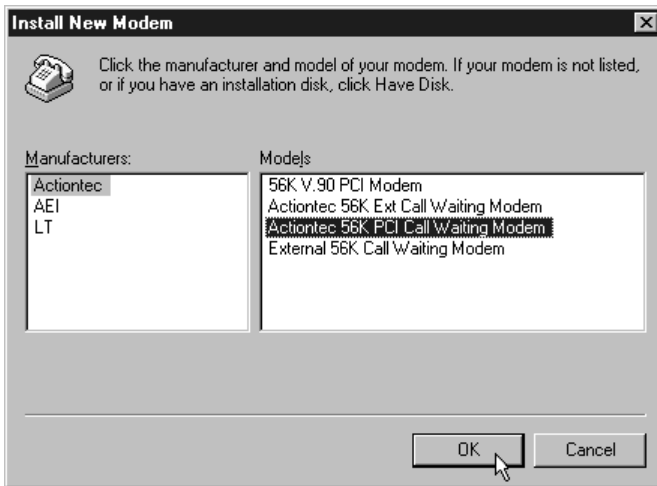 Install New Modem
Click the manufacturer and model of your modem. If your modem is not listed,
or if you have an installation disk, click Have Disk.
Manufacturers:
Models
Actiontec
AEI
LT
56K V.90 PCI Modem
Actiontec 56K Ext Call Waiting Modem
Actiontec 56K PCI Call Waiting Modem
External 56K Call Waiting Modem
OK
Cancel